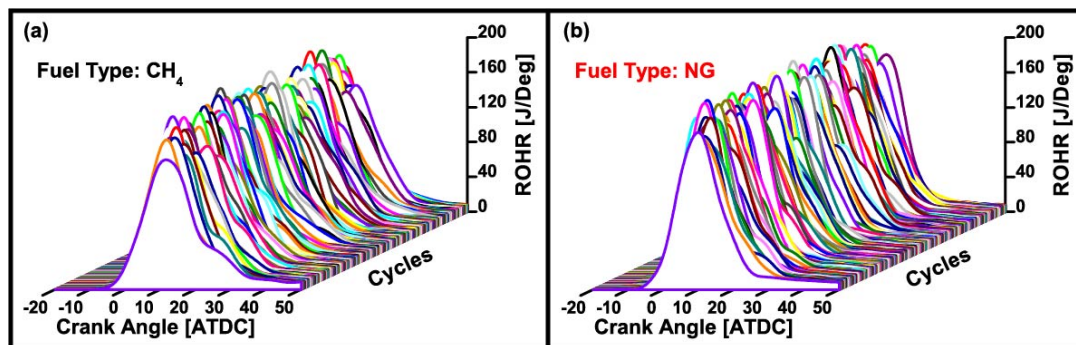 (a)
Fuel Type: CH₄
200
160
120
80
40
0
ROHR [J/Deg]
Cycles
-20 -10 0 10 20 30 40 50
Crank Angle [ATDC]
(b)
Fuel Type: NG
200
160
120
80
40
0
ROHR [J/Deg]
Cycles
-20 -10 0 10 20 30 40 50
Crank Angle [ATDC]